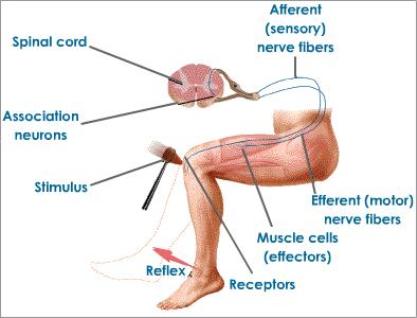 Afferent
(sensory)
nerve fibers
Spinal cord
Association
neurons
Stimulus
Efferent (motor)
nerve fibers
Muscle cells
(effectors)
Reflex
Receptors